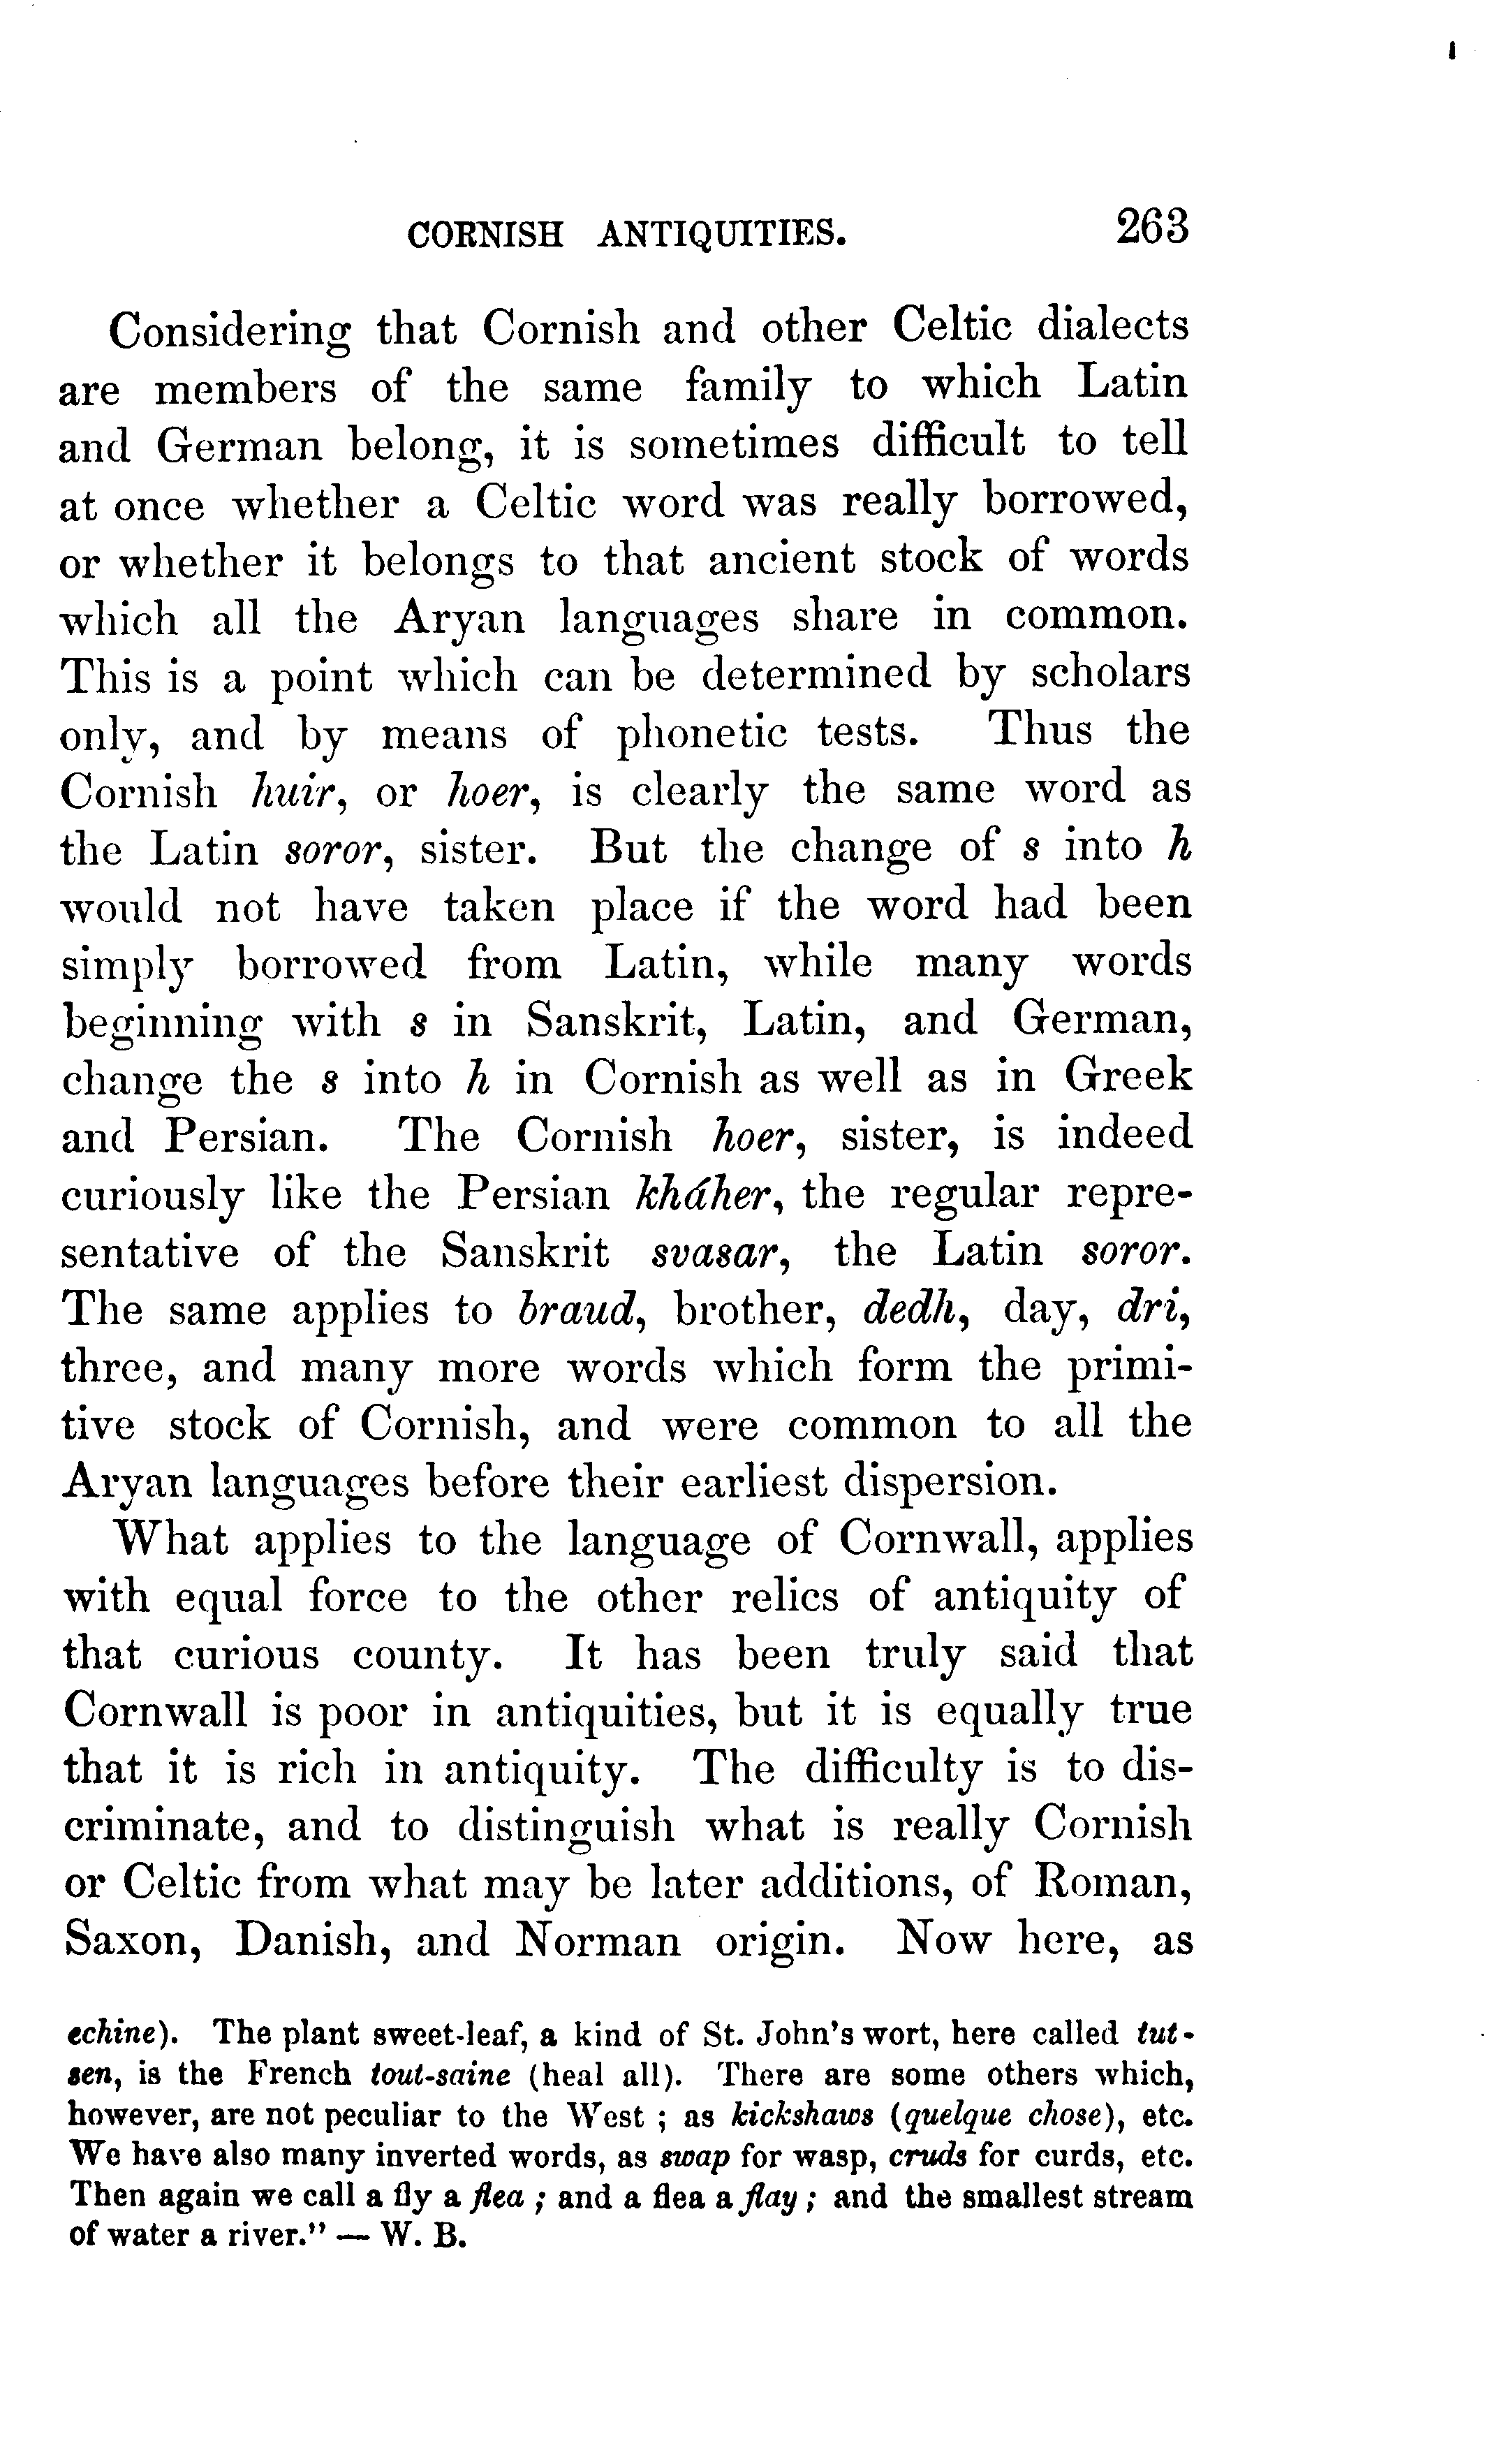 CORNISH ANTIQUITIES. 263
Considering that Cornish and other Celtic dialects
are members of the same family to which Latin
and German belong, it is sometimes difficult to tell
at once whether a Celtic word was really borrowed,
or whether it belongs to that ancient stock of words
which all the Aryan languages share in common.
This is a point which can be determined by scholars
only, and by means of phonetic tests. Thus the
Cornish huir, or hoer, is clearly the same word as
the Latin soror, sister. But the change of s into h
would not have taken place if the word had been
simply borrowed from Latin, while many words
beginning with s in Sanskrit, Latin, and German,
change the s into h in Cornish as well as in Greek
and Persian. The Cornish hoer, sister, is indeed
curiously like the Persian kháher, the regular repre-
sentative of the Sanskrit svasar, the Latin soror.
The same applies to braud, brother, dedh, day, dri,
three, and many more words which form the primi-
tive stock of Cornish, and were common to all the
Aryan languages before their earliest dispersion.
What applies to the language of Cornwall, applies
with equal force to the other relics of antiquity of
that curious county. It has been truly said that
Cornwall is poor in antiquities, but it is equally true
that it is rich in antiquity. The difficulty is to dis-
criminate, and to distinguish what is really Cornish
or Celtic from what may be later additions, of Roman,
Saxon, Danish, and Norman origin. Now here, as
echine). The plant sweet-leaf, a kind of St. John's wort, here called tut-
sen, is the French tout-saine (heal all). There are some others which,
however, are not peculiar to the West ; as kickshaws (quelque chose), etc.
We have also many inverted words, as swap for wasp, cruds for curds, etc.
Then again we call a fly a flea ; and a flea a flay ; and the smallest stream
of water a river." — W. B.